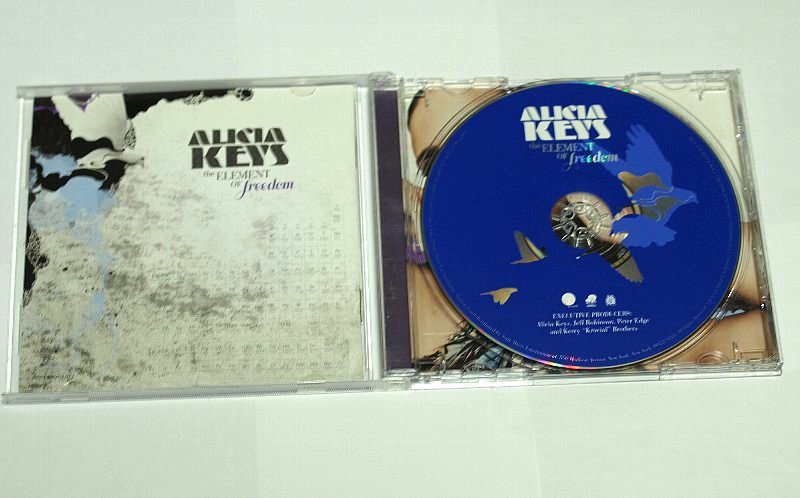 ALICIA
KEYS
the ELEMENT
OF freedom
ALICIA
KEYS
the ELEMENT
OF freedom
EXECUTIVE PRODUCERS:
Alicia Keys, Jeff Robinson, Peter Edge
and Kerry "Krucial" Brothers